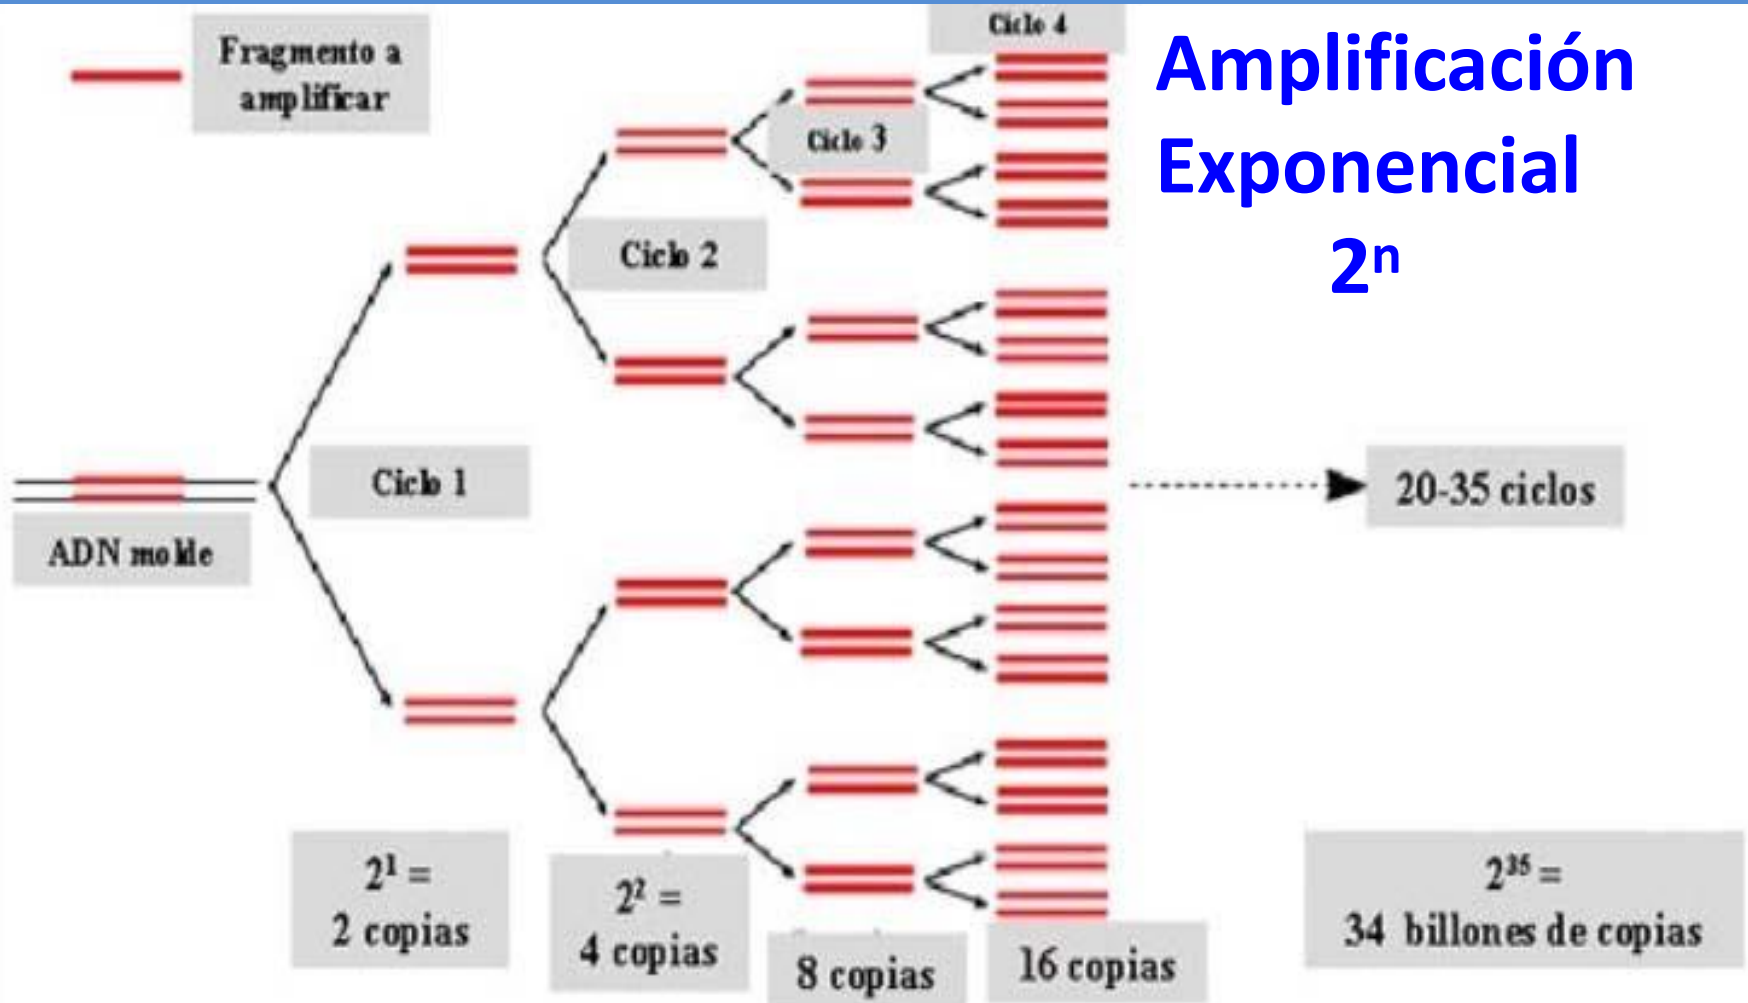 Fragmento a
amplificar
Ciclo 4
Amplificación
Exponencial
2ⁿ
Ciclo 3
Ciclo 2
Ciclo 1
ADN molde
20-35 ciclos
2¹ =
2 copias
2² =
4 copias
8 copias
16 copias
2³⁵ =
34 billones de copias